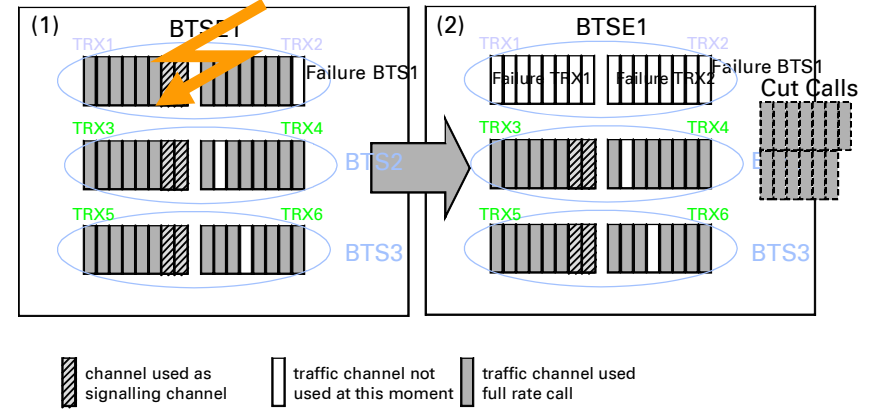 (1)
BTSE1
TRX1
TRX2
Failure BTS1
TRX3
TRX4
BTS2
TRX5
TRX6
BTS3
(2)
BTSE1
TRX1
TRX2
Failure TRX1
Failure TRX2
Failure BTS1
Cut Calls
TRX3
TRX4
TRX5
TRX6
BTS3
channel used as
signalling channel
traffic channel not
used at this moment
traffic channel used
full rate call